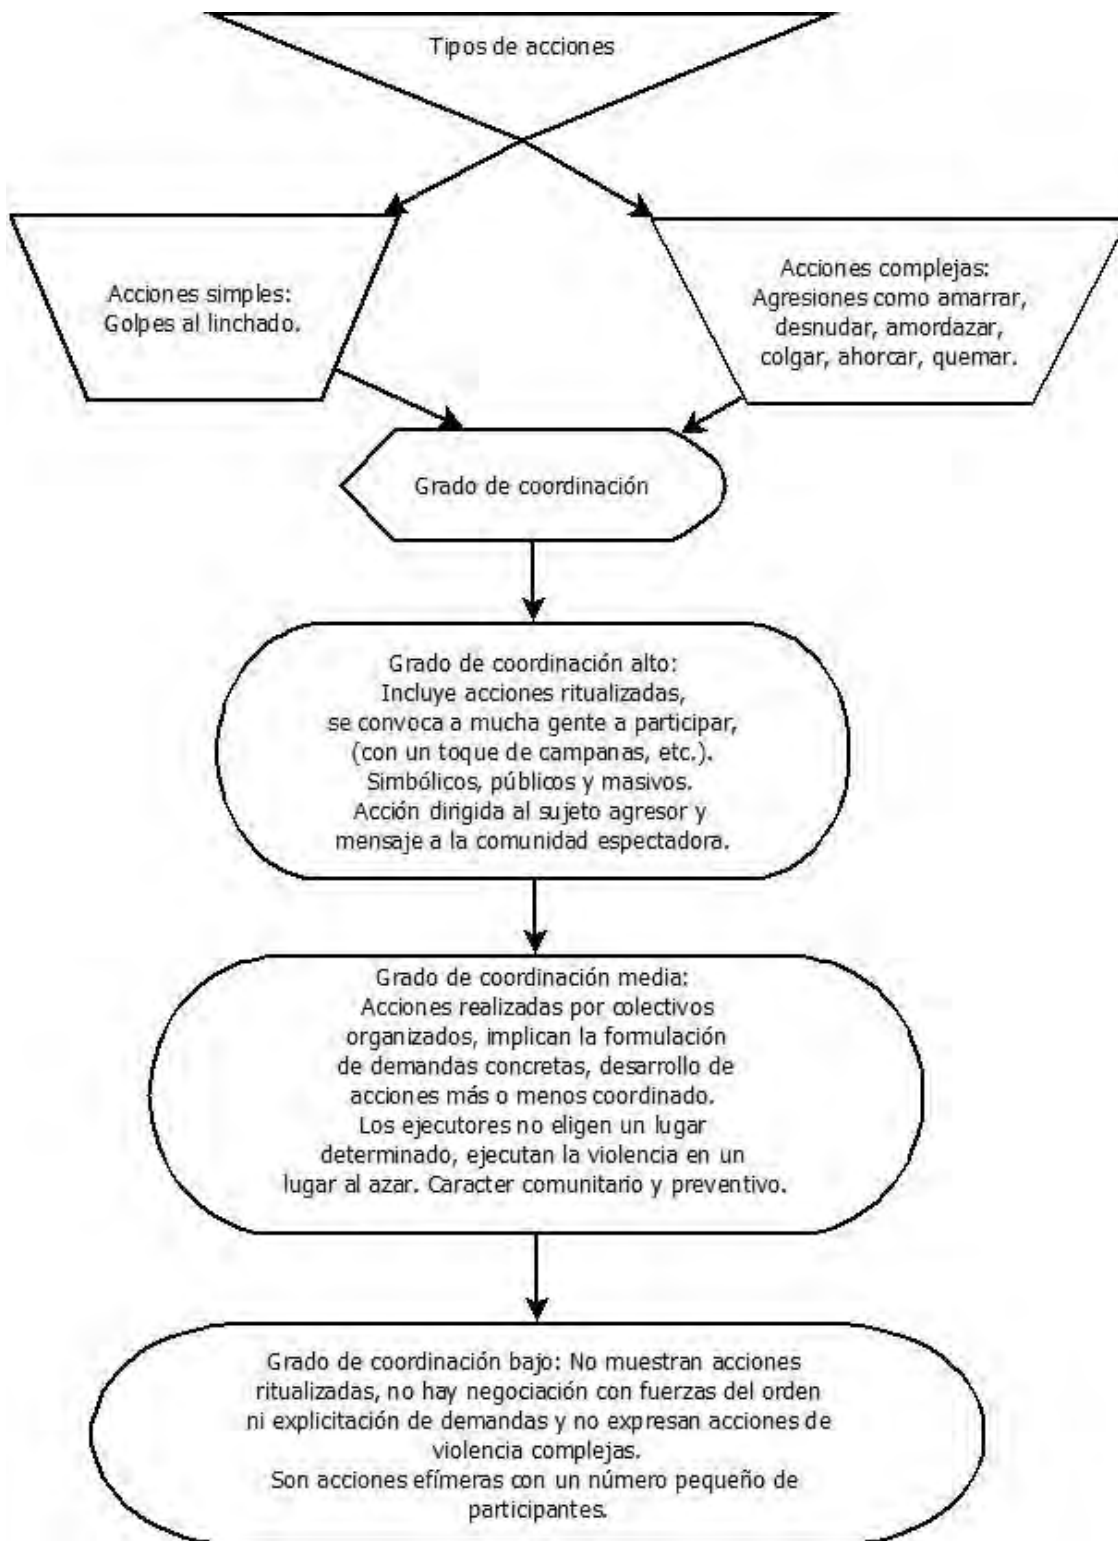 Tipos de acciones
Acciones simples:
Golpes al linchado.
Acciones complejas:
Agresiones como amarrar,
desnudar, amordazar,
colgar, ahorcar, quemar.
Grado de coordinación
Grado de coordinación alto:
Incluye acciones ritualizadas,
se convoca a mucha gente a participar,
(con un toque de campanas, etc.).
Simbólicos, públicos y masivos.
Acción dirigida al sujeto agresor y
mensaje a la comunidad espectadora.
Grado de coordinación media:
Acciones realizadas por colectivos
organizados, implican la formulación
de demandas concretas, desarrollo de
acciones más o menos coordinado.
Los ejecutores no eligen un lugar
determinado, ejecutan la violencia en un
lugar al azar. Caracter comunitario y preventivo.
Grado de coordinación bajo: No muestran acciones
ritualizadas, no hay negociación con fuerzas del orden
ni explicitación de demandas y no expresan acciones de
violencia complejas.
Son acciones efímeras con un número pequeño de
participantes.